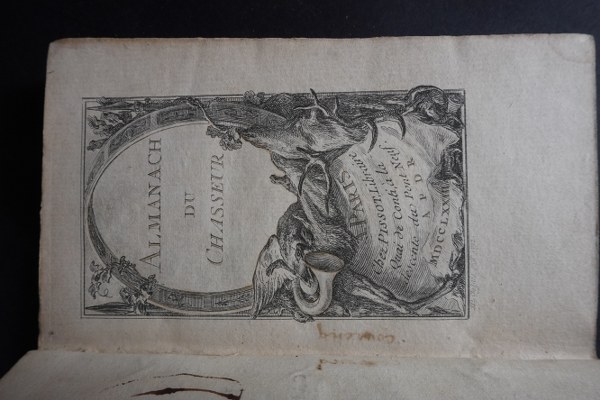 ALMANACH
DU
CHASSEUR
PARIS
Chez PISSOT Libraire
Quai de Conti, à la
descente du Pont Neuf
A P D R
MDCCLXXIII